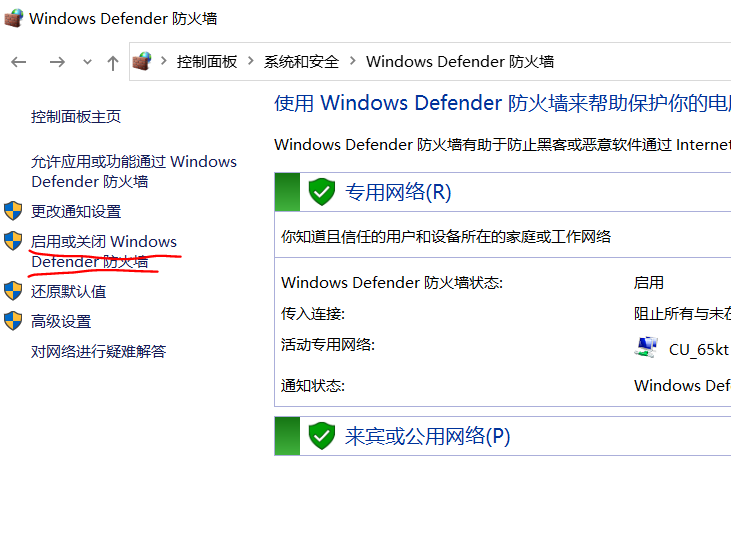 Windows Defender 防火墙
控制面板
系统和安全
Windows Defender 防火墙
控制面板主页
允许应用或功能通过 Windows
Defender 防火墙
更改通知设置
启用或关闭 Windows
Defender 防火墙
还原默认值
高级设置
对网络进行疑难解答
使用 Windows Defender 防火墙来帮助保护你的电
Windows Defender 防火墙有助于防止黑客或恶意软件通过 Internet
专用网络(R)
你知道且信任的用户和设备所在的家庭或工作网络
Windows Defender 防火墙状态:
启用
传入连接:
阻止所有与未在
活动专用网络:
CU_65kt
通知状态:
Windows Def
来宾或公用网络(P)